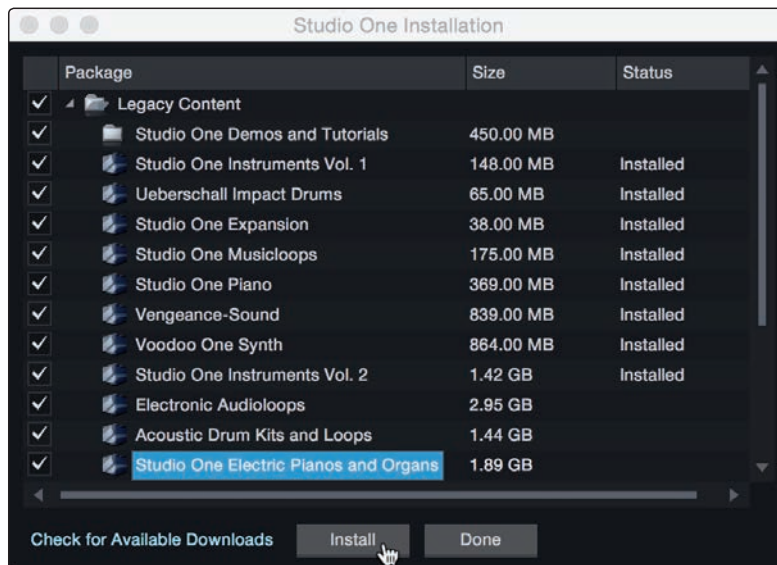 Studio One Installation
Package Size Status
Legacy Content
Studio One Demos and Tutorials 450.00 MB
Studio One Instruments Vol. 1 148.00 MB Installed
Ueberschall Impact Drums 65.00 MB Installed
Studio One Expansion 38.00 MB Installed
Studio One Musicloops 175.00 MB Installed
Studio One Piano 369.00 MB Installed
Vengeance-Sound 839.00 MB Installed
Voodoo One Synth 864.00 MB Installed
Studio One Instruments Vol. 2 1.42 GB Installed
Electronic Audioloops 2.95 GB
Acoustic Drum Kits and Loops 1.44 GB
Studio One Electric Pianos and Organs 1.89 GB
Check for Available Downloads Install Done